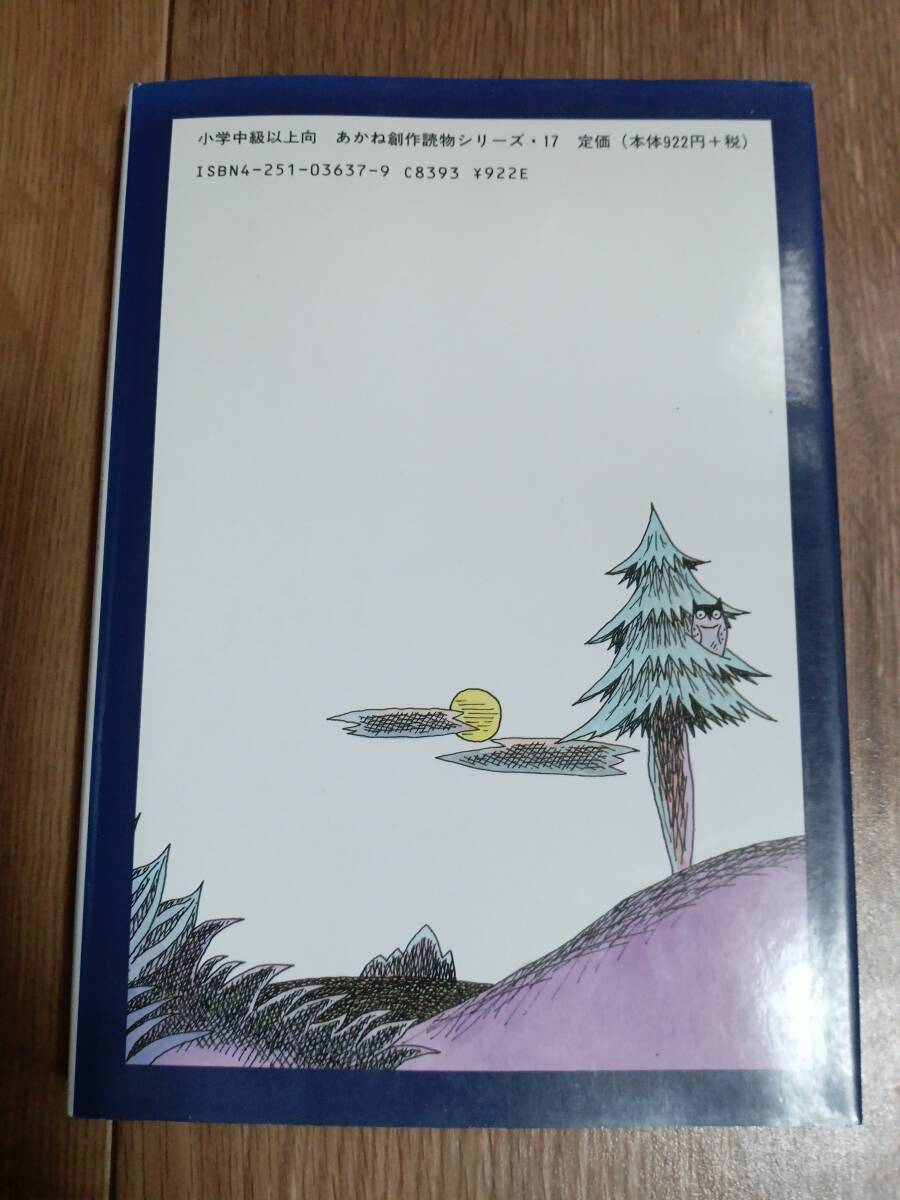 小学中級以上向 あかね創作読物シリーズ・17 定価(本体922円+税)
ISBN4-251-03637-9 C8393 ¥922E